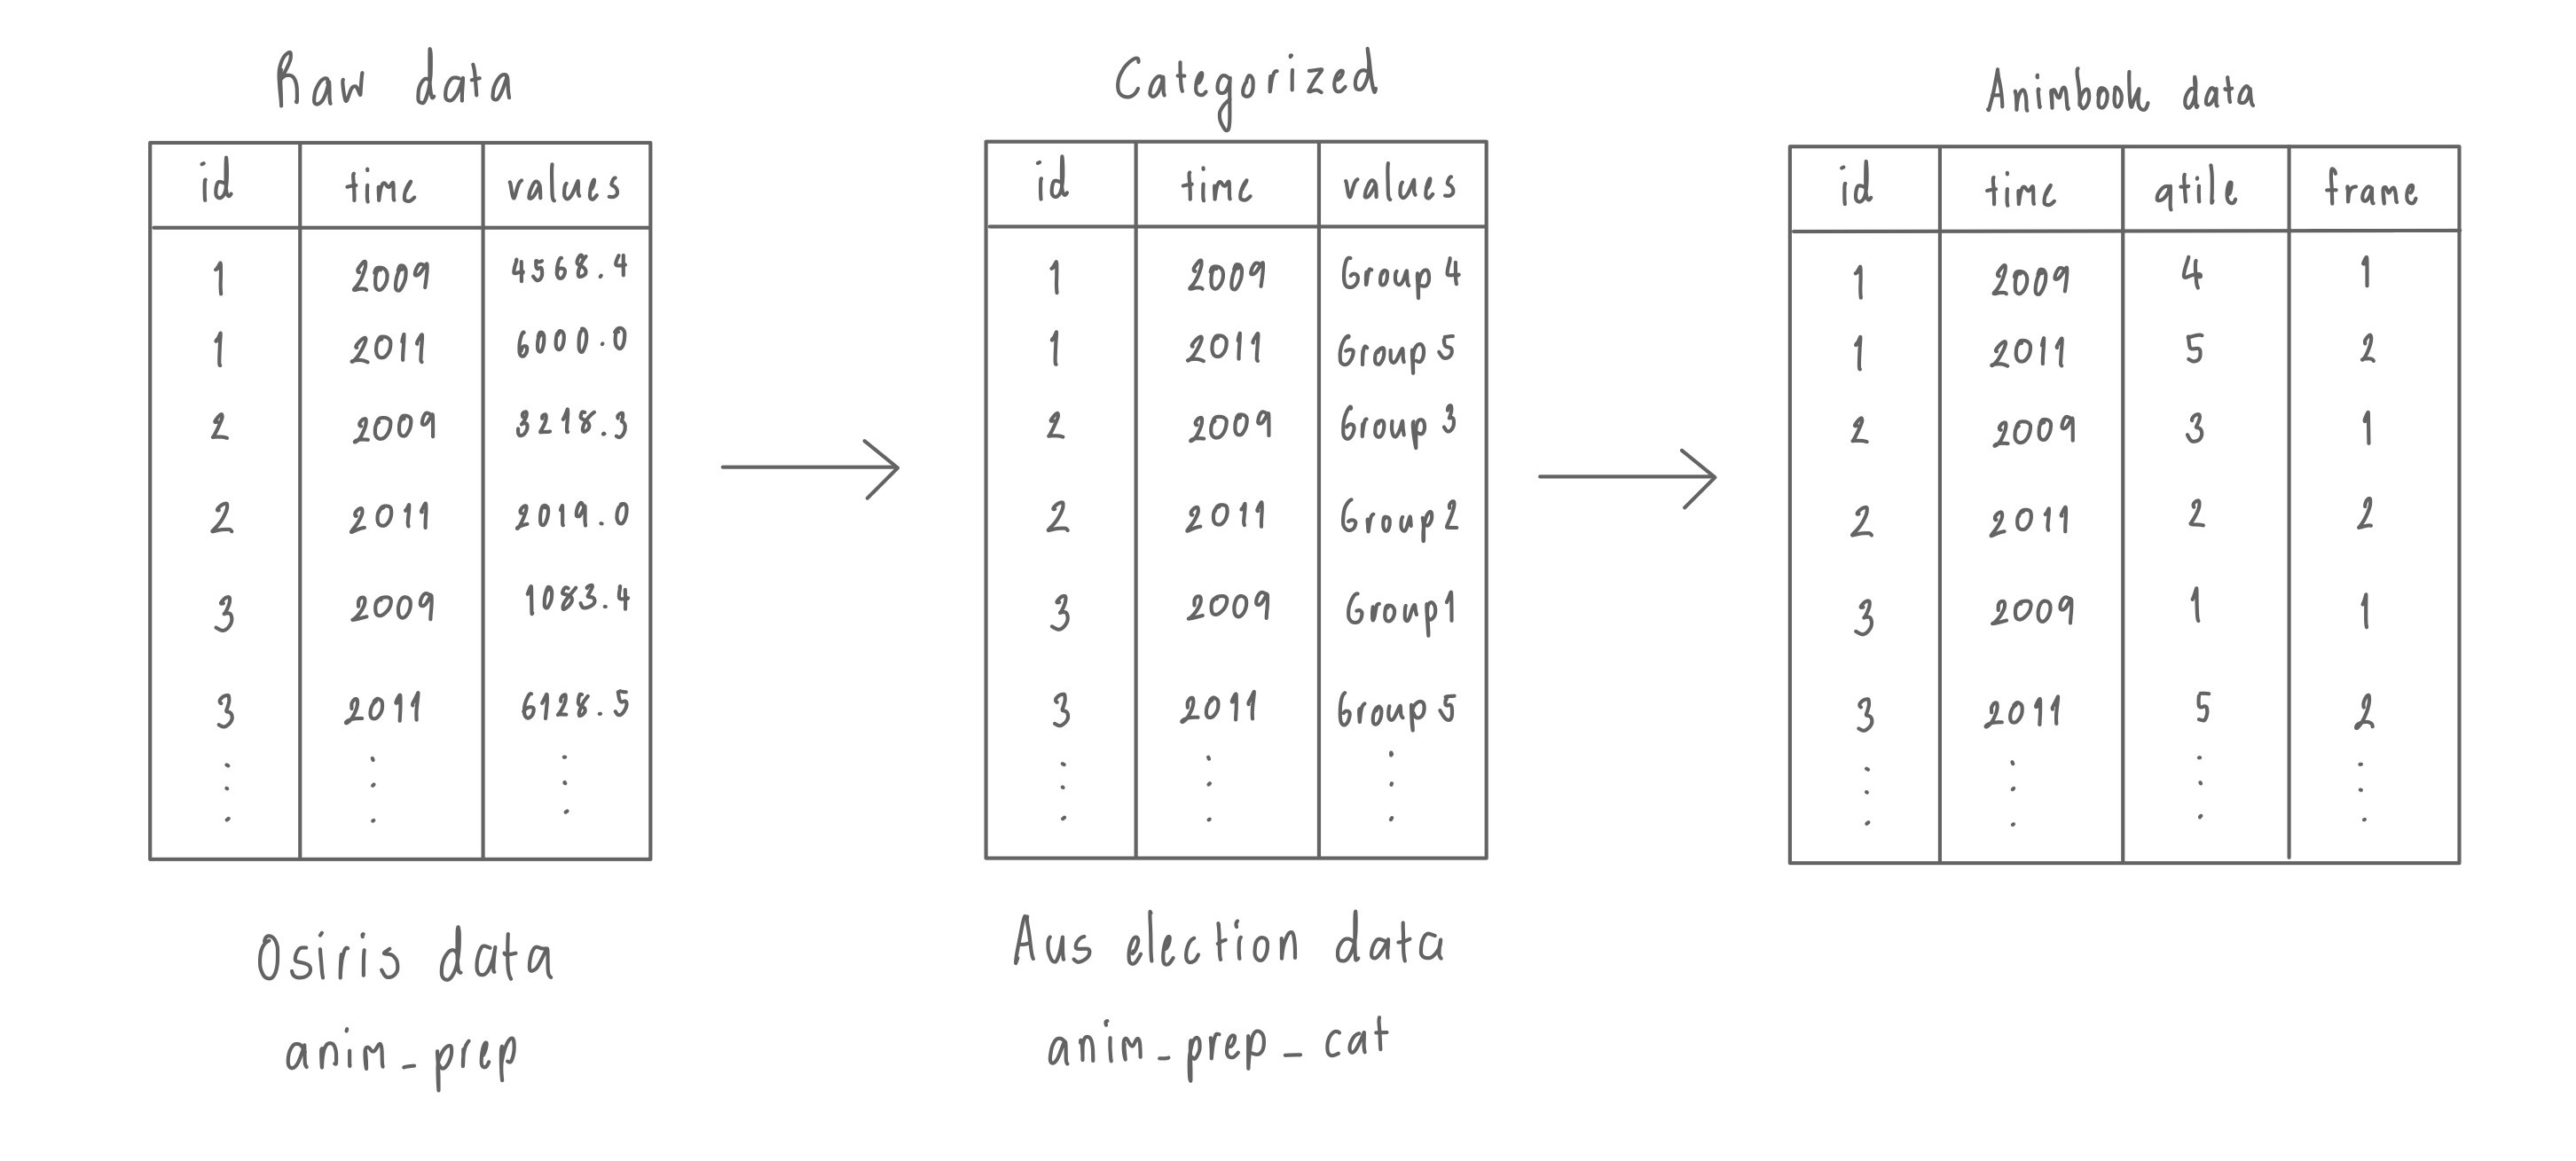 Raw data
id time values
1 2009 4568.4
1 2011 6000.0
2 2009 3218.3
2 2011 2019.0
3 2009 1083.4
3 2011 6128.5
Osiris data
anim_prep
Categorized
id time values
1 2009 Group 4
1 2011 Group 5
2 2009 Group 3
2 2011 Group 2
3 2009 Group 1
3 2011 Group 5
Aus election data
anim_prep_cat
Animbook data
id time qtile frame
1 2009 4 1
1 2011 5 2
2 2009 3 1
2 2011 2 2
3 2009 1 1
3 2011 5 2